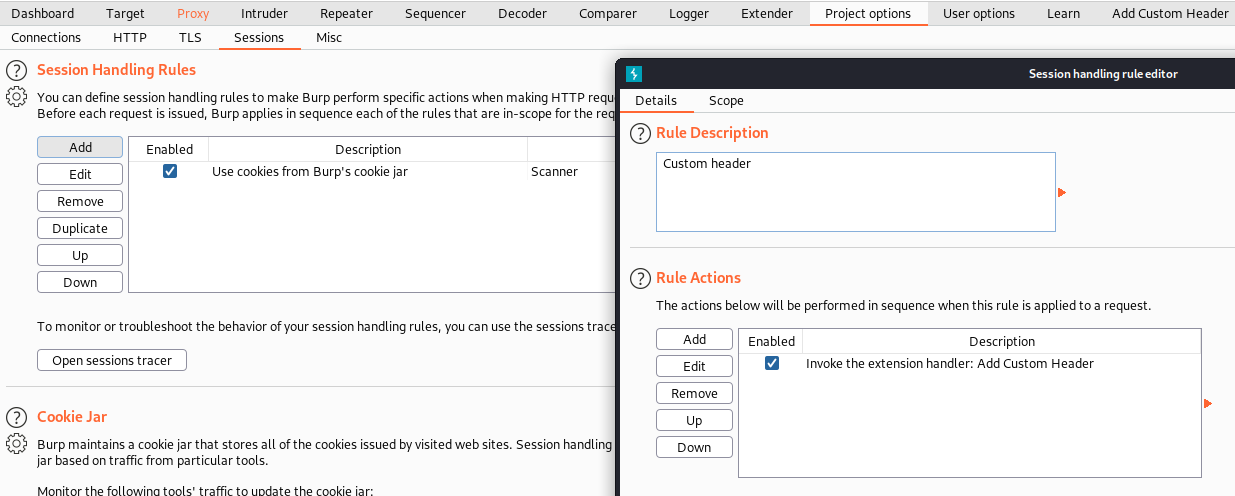 Dashboard Target Proxy Intruder Repeater Sequencer Decoder Comparer Logger Extender Project options User options Learn Add Custom Header
Connections HTTP TLS Sessions Misc
? Session Handling Rules
You can define session handling rules to make Burp perform specific actions when making HTTP requ
Before each request is issued, Burp applies in sequence each of the rules that are in-scope for the req
Add
Edit
Remove
Duplicate
Up
Down
Enabled Description
Use cookies from Burp's cookie jar Scanner
To monitor or troubleshoot the behavior of your session handling rules, you can use the sessions trace
Open sessions tracer
? Cookie Jar
Burp maintains a cookie jar that stores all of the cookies issued by visited web sites. Session handling
jar based on traffic from particular tools.
Monitor the following tools' traffic to update the cookie jar:
Session handling rule editor
Details Scope
? Rule Description
Custom header
? Rule Actions
The actions below will be performed in sequence when this rule is applied to a request.
Add
Edit
Remove
Up
Down
Enabled Description
Invoke the extension handler: Add Custom Header